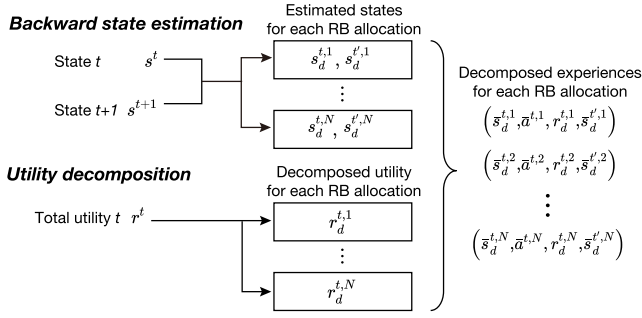 Backward state estimation
State t s^t
State t+1 s^{t+1}
Estimated states
for each RB allocation
s_d^{t,1}, s_d^{t',1}
⋮
s_d^{t,N}, s_d^{t',N}
Utility decomposition
Total utility t r^t
Decomposed utility
for each RB allocation
r_d^{t,1}
⋮
r_d^{t,N}
Decomposed experiences
for each RB allocation
(s̄_d^{t,1}, ā^{t,1}, r_d^{t,1}, s̄_d^{t',1})
(s̄_d^{t,2}, ā^{t,2}, r_d^{t,2}, s̄_d^{t',2})
⋮
(s̄_d^{t,N}, ā^{t,N}, r_d^{t,N}, s̄_d^{t',N})